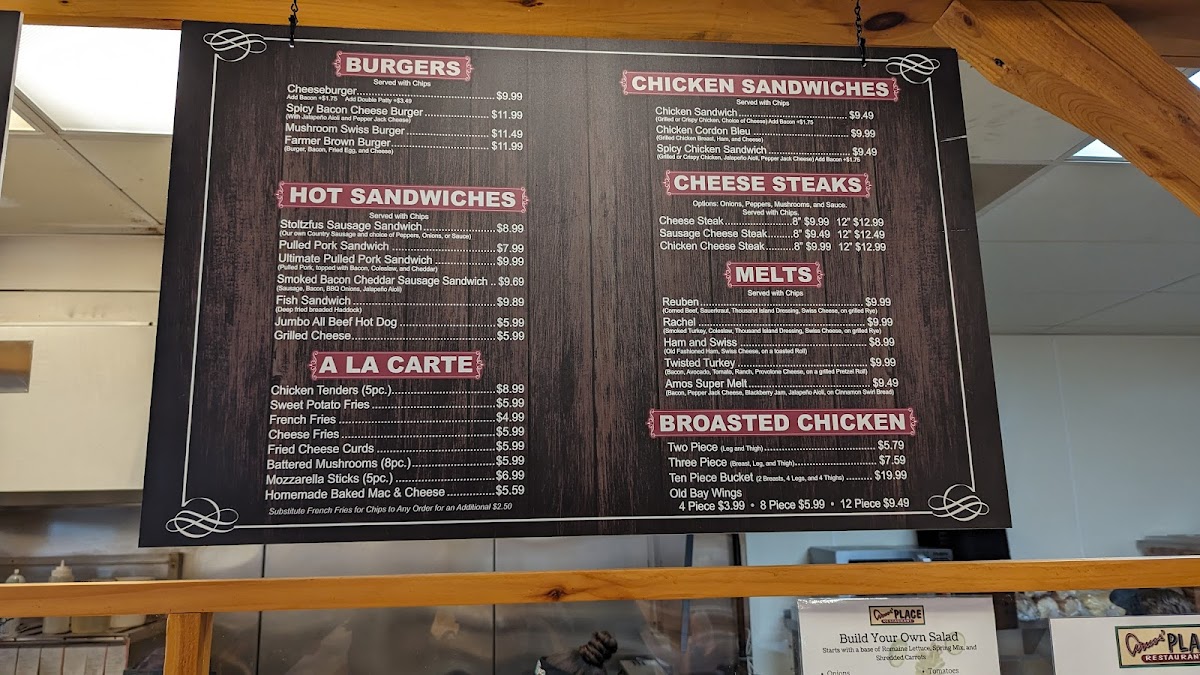 BURGERS
Served with Chips
Cheeseburger $9.99
Add Bacon +$1.75 Add Double Patty +$3.49
Spicy Bacon Cheese Burger $11.99
(With Jalapeño Aioli and Pepper Jack Cheese)
Mushroom Swiss Burger $11.49
Farmer Brown Burger $11.99
(Burger, Bacon, Fried Egg, and Cheese)
HOT SANDWICHES
Served with Chips
Stoltzfus Sausage Sandwich $8.99
(Our own Country Sausage and choice of Peppers, Onions, or Sauce)
Pulled Pork Sandwich $7.99
Ultimate Pulled Pork Sandwich $9.99
(Pulled Pork, topped with Bacon, Coleslaw, and Cheddar)
Smoked Bacon Cheddar Sausage Sandwich $9.69
(Sausage, Bacon, BBQ Onions, Jalapeño Aioli)
Fish Sandwich $9.89
(Deep fried breaded Haddock)
Jumbo All Beef Hot Dog $5.99
Grilled Cheese $5.99
A LA CARTE
Chicken Tenders (5pc.) $8.99
Sweet Potato Fries $5.99
French Fries $4.99
Cheese Fries $5.99
Fried Cheese Curds $5.99
Battered Mushrooms (8pc.) $5.99
Mozzarella Sticks (5pc.) $6.99
Homemade Baked Mac & Cheese $5.59
Substitute French Fries for Chips to Any Order for an Additional $2.50
CHICKEN SANDWICHES
Served with Chips
Chicken Sandwich $9.49
(Grilled or Crispy Chicken, Choice of Cheese) Add Bacon +$1.75
Chicken Cordon Bleu $9.99
(Grilled Chicken Breast, Ham, and Cheese)
Spicy Chicken Sandwich $9.49
(Grilled or Crispy Chicken, Jalapeño Aioli, Pepper Jack Cheese) Add Bacon +$1.75
CHEESE STEAKS
Options: Onions, Peppers, Mushrooms, and Sauce.
Served with Chips.
Cheese Steak 8" $9.99 12" $12.99
Sausage Cheese Steak 8" $9.49 12" $12.49
Chicken Cheese Steak 8" $9.99 12" $12.99
MELTS
Served with Chips
Reuben $9.99
(Corned Beef, Sauerkraut, Thousand Island Dressing, Swiss Cheese, on grilled Rye)
Rachel $9.99
(Smoked Turkey, Coleslaw, Thousand Island Dressing, Swiss Cheese, on grilled Rye)
Ham and Swiss $8.99
(Old Fashioned Ham, Swiss Cheese, on a toasted Roll)
Twisted Turkey $9.99
(Bacon, Avocado, Tomato, Ranch, Provolone Cheese, on a grilled Pretzel Roll)
Amos Super Melt $9.49
(Bacon, Pepper Jack Cheese, Blackberry Jam, Jalapeño Aioli, on Cinnamon Swirl Bread)
BROASTED CHICKEN
Two Piece (Leg and Thigh) $5.79
Three Piece (Breast, Leg, and Thigh) $7.59
Ten Piece Bucket (2 Breasts, 4 Legs, and 4 Thighs) $19.99
Old Bay Wings
4 Piece $3.99 • 8 Piece $5.99 • 12 Piece $9.49
Amos' PLACE
RESTAURANT
Build Your Own Salad
Starts with a base of Romaine Lettuce, Spring Mix, and
Shredded Carrots
• Onions
• Tomatoes
Amos' PLA
RESTAURAN